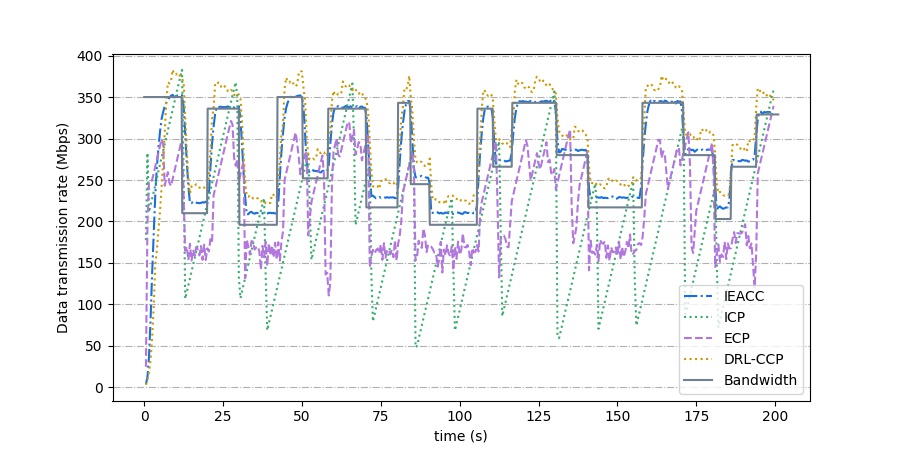 400
350
300
250
200
150
100
50
0
Data transmission rate (Mbps)
IEACC
ICP
ECP
DRL-CCP
Bandwidth
0 25 50 75 100 125 150 175 200
time (s)